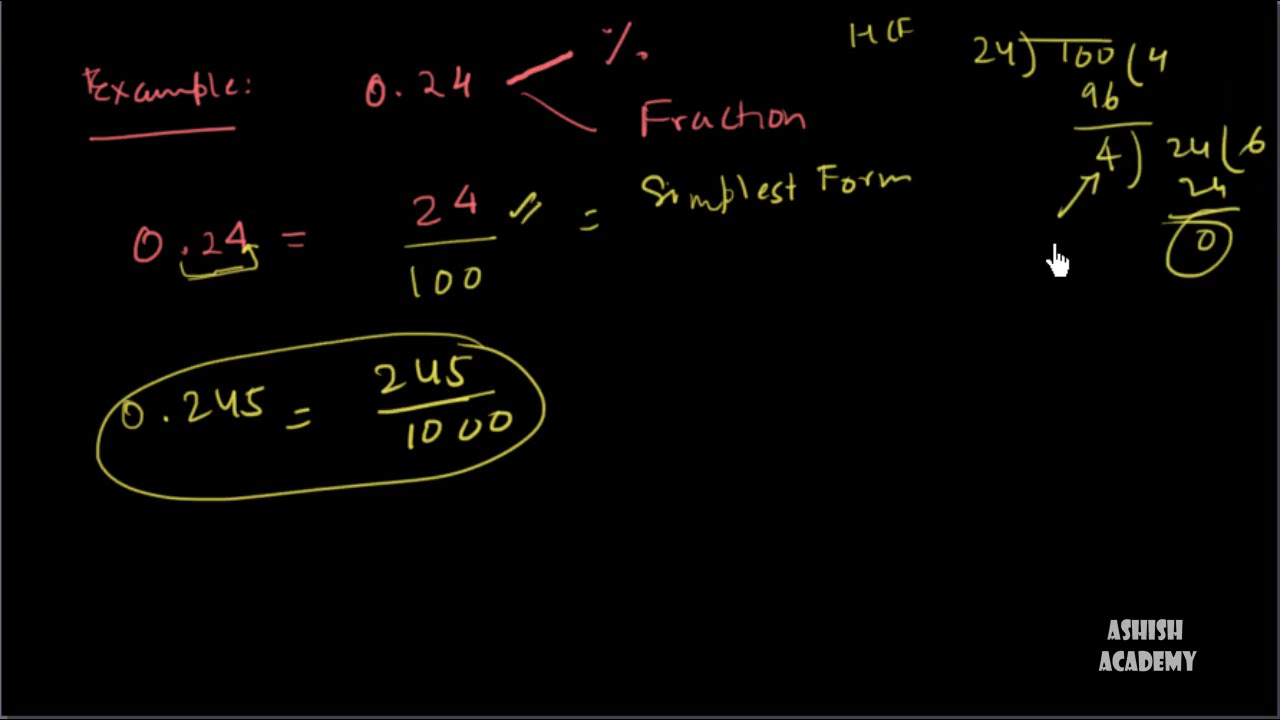 Example: 0.24 %
Fraction
0.24 = 24/100 = Simplest Form
0.245 = 245/1000
HCF
24) 100 (4
96
4) 24 (6
24
0
ASHISH
ACADEMY